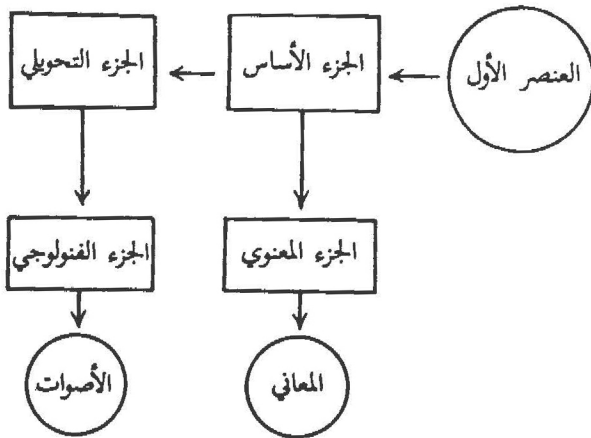 العنصر الأول
الجزء الأساس
الجزء التحويلي
الجزء المعنوي
الجزء الفنولوجي
المعاني
الأصوات